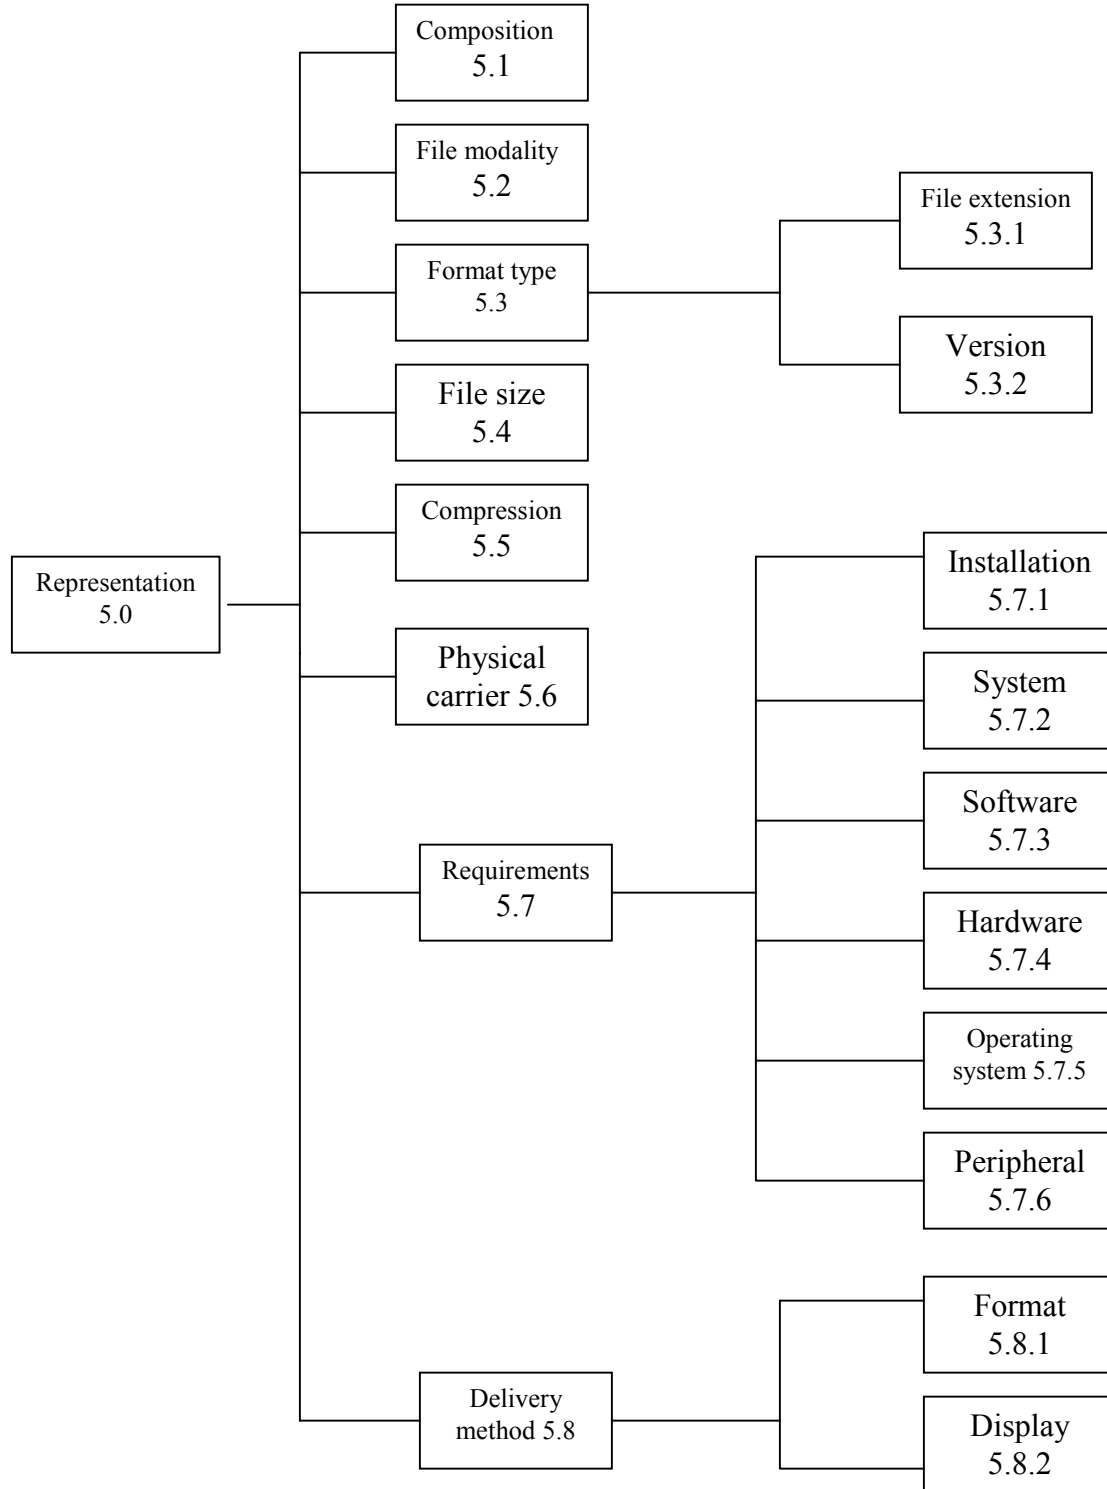 Composition
5.1
File modality
5.2
Format type
5.3
File extension
5.3.1
Version
5.3.2
File size
5.4
Compression
5.5
Representation
5.0
Physical
carrier 5.6
Requirements
5.7
Installation
5.7.1
System
5.7.2
Software
5.7.3
Hardware
5.7.4
Operating
system 5.7.5
Peripheral
5.7.6
Delivery
method 5.8
Format
5.8.1
Display
5.8.2